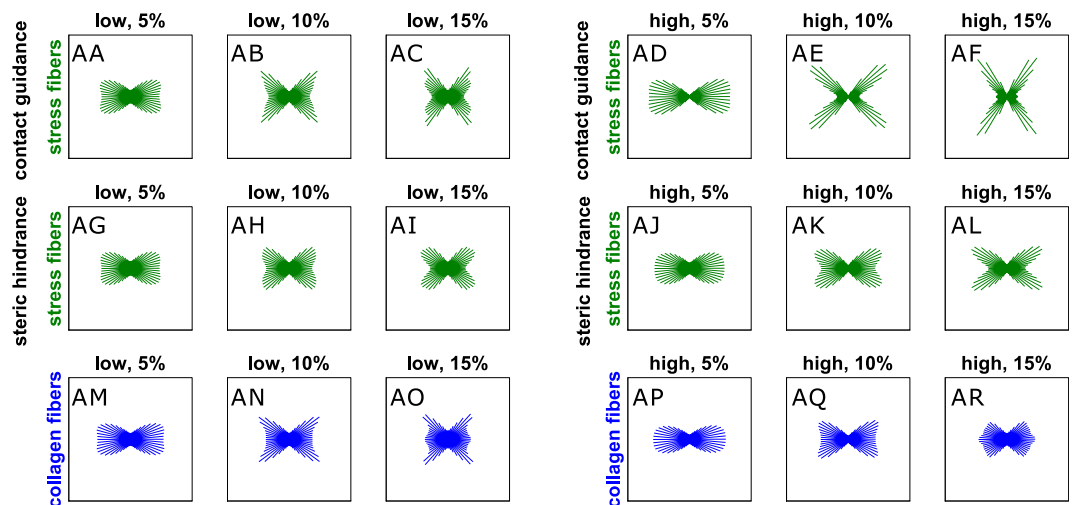 low, 5% low, 10% low, 15% high, 5% high, 10% high, 15%
contact guidance
stress fibers
AA AB AC
contact guidance
stress fibers
AD AE AF
low, 5% low, 10% low, 15% high, 5% high, 10% high, 15%
steric hindrance
stress fibers
AG AH AI
steric hindrance
stress fibers
AJ AK AL
low, 5% low, 10% low, 15% high, 5% high, 10% high, 15%
collagen fibers
AM AN AO
collagen fibers
AP AQ AR